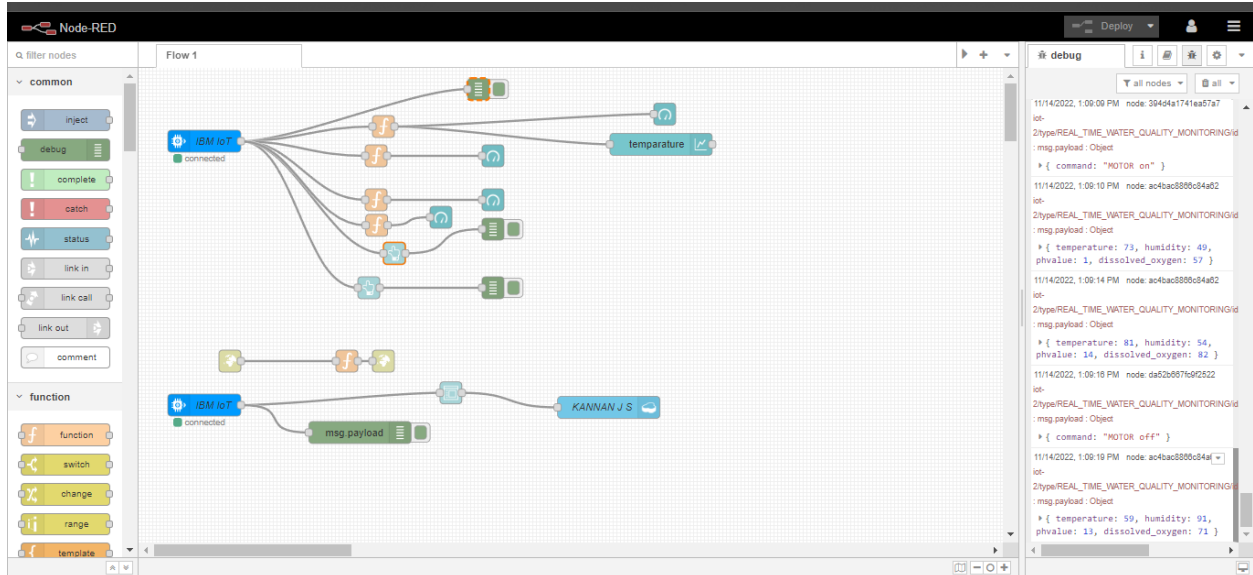 Node-RED
Deploy
filter nodes
Flow 1
debug
i
common
all nodes
all
inject
debug
complete
catch
status
link in
link call
link out
comment
function
function
switch
change
range
template
IBM IoT
connected
f
temparature
f
f
f
f
IBM IoT
connected
msg.payload
KANNAN J S
11/14/2022, 1:09:09 PM node: 394d4a1741ea57a7
iot-
2/type/REAL_TIME_WATER_QUALITY_MONITORING/id
: msg.payload : Object
{ command: "MOTOR on" }
11/14/2022, 1:09:10 PM node: ac4bac8866c84a62
iot-
2/type/REAL_TIME_WATER_QUALITY_MONITORING/id
: msg.payload : Object
{ temperature: 73, humidity: 49,
phvalue: 1, dissolved_oxygen: 57 }
11/14/2022, 1:09:14 PM node: ac4bac8866c84a62
iot-
2/type/REAL_TIME_WATER_QUALITY_MONITORING/id
: msg.payload : Object
{ temperature: 81, humidity: 54,
phvalue: 14, dissolved_oxygen: 82 }
11/14/2022, 1:09:16 PM node: da52b667fc9f2522
iot-
2/type/REAL_TIME_WATER_QUALITY_MONITORING/id
: msg.payload : Object
{ command: "MOTOR off" }
11/14/2022, 1:09:19 PM node: ac4bac8866c84a
iot-
2/type/REAL_TIME_WATER_QUALITY_MONITORING/id
: msg.payload : Object
{ temperature: 59, humidity: 91,
phvalue: 13, dissolved_oxygen: 71 }